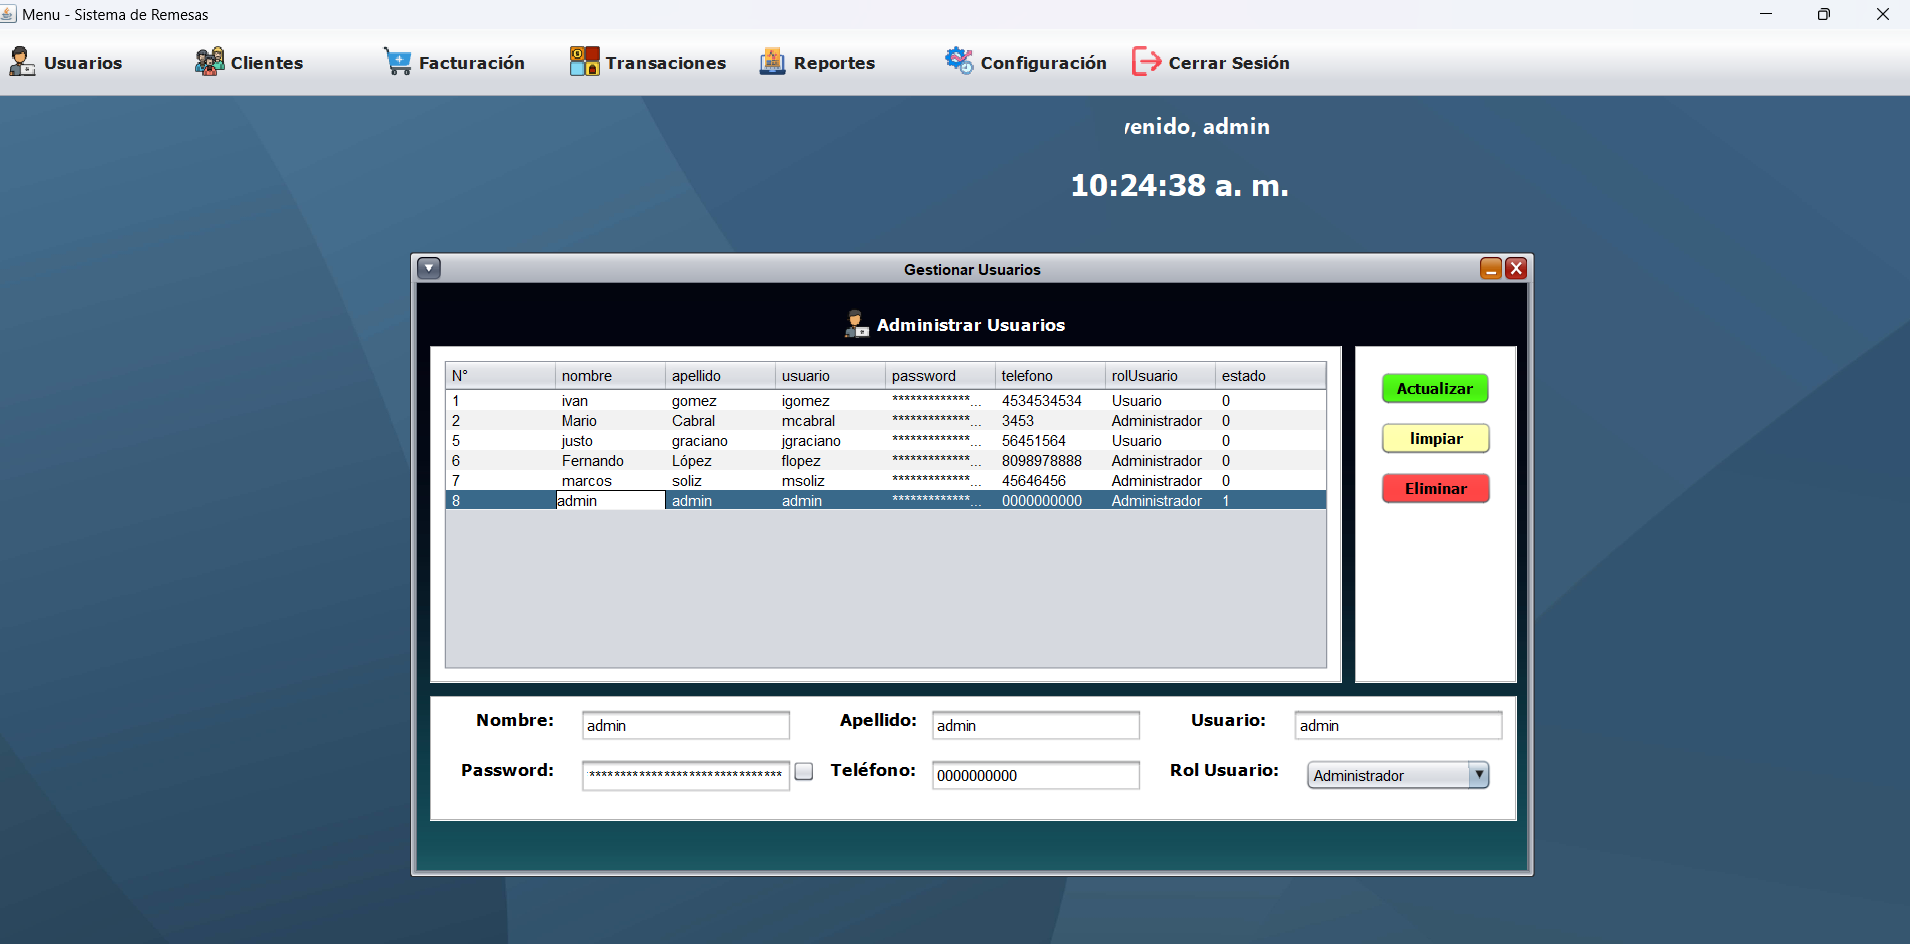 Menu - Sistema de Remesas
Usuarios Clientes Facturación Transaciones Reportes Configuración Cerrar Sesión
venido, admin
10:24:38 a. m.
Gestionar Usuarios
Administrar Usuarios
N° nombre apellido usuario password telefono rolUsuario estado
1 ivan gomez igomez *************... 4534534534 Usuario 0
2 Mario Cabral mcabral *************... 3453 Administrador 0
5 justo graciano jgraciano *************... 56451564 Usuario 0
6 Fernando López flopez *************... 8098978888 Administrador 0
7 marcos soliz msoliz *************... 45646456 Administrador 0
8 admin admin admin *************... 0000000000 Administrador 1
Actualizar
limpiar
Eliminar
Nombre: admin Apellido: admin Usuario: admin
Password: ******************************* Teléfono: 0000000000 Rol Usuario: Administrador